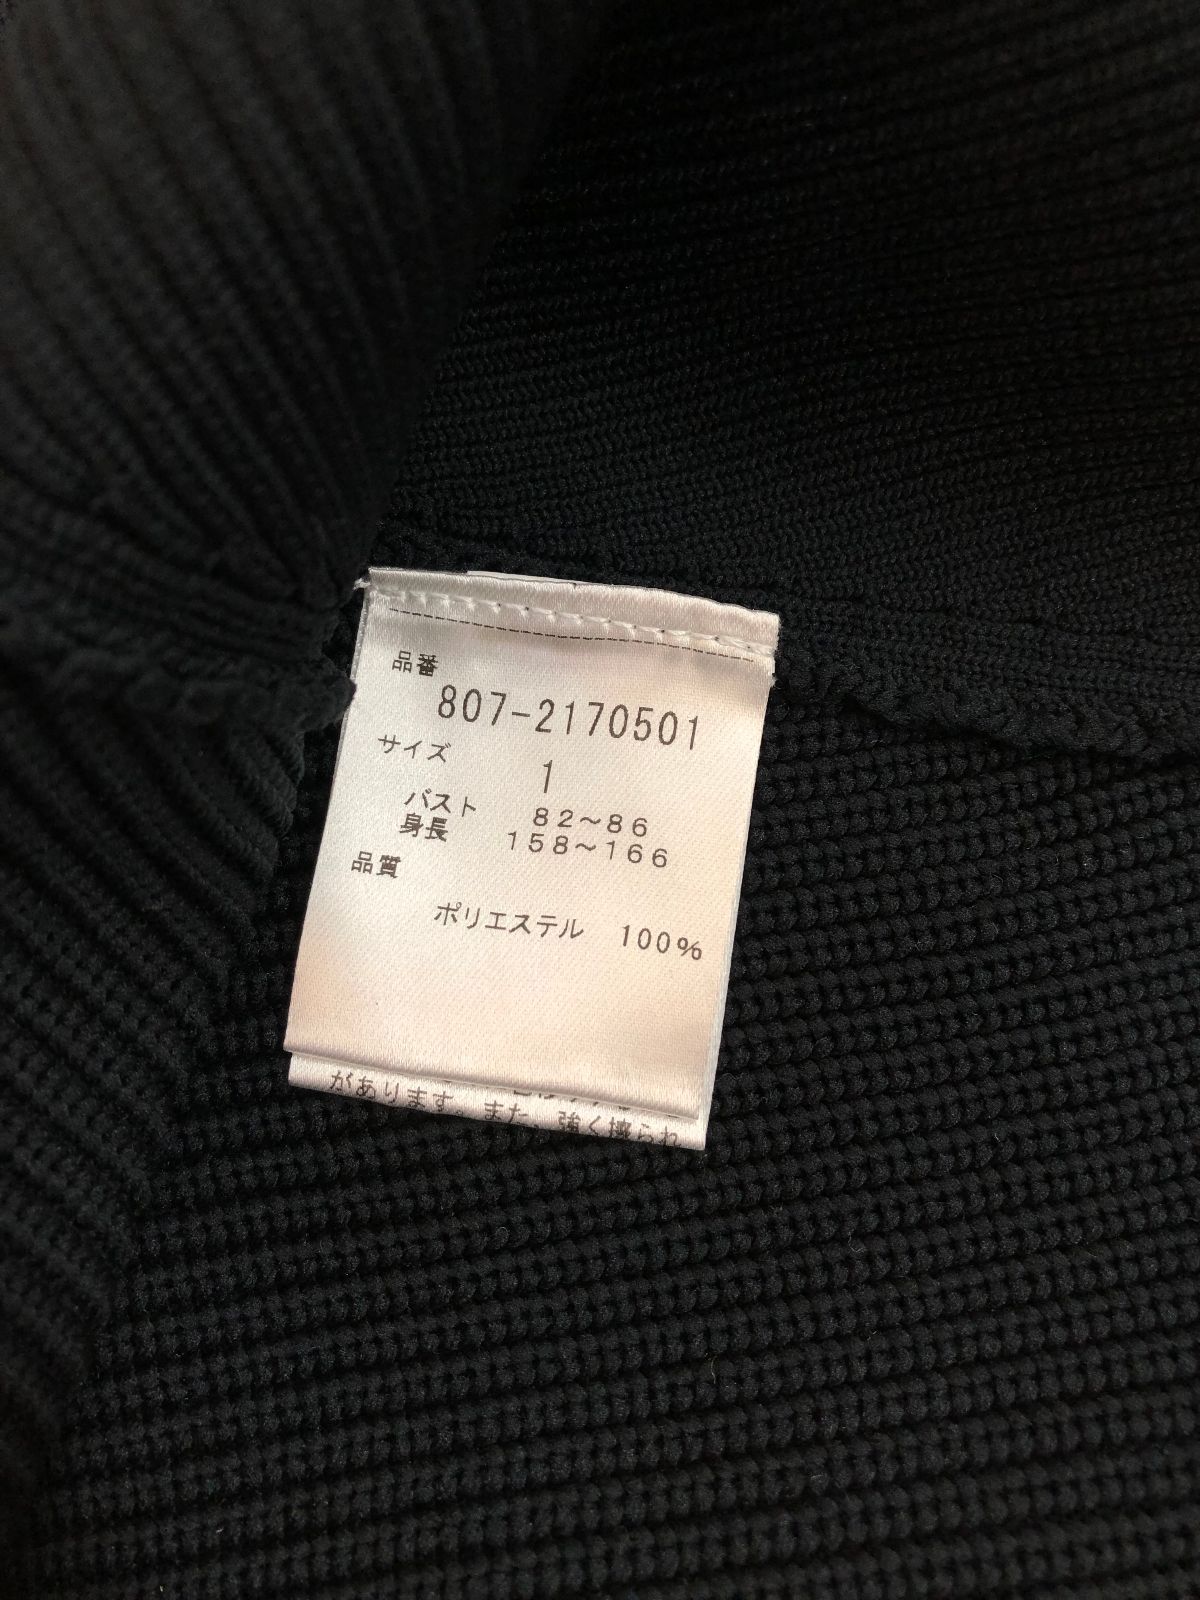 品番
807-2170501
サイズ
1
バスト 82～86
身長 158～166
品質
ポリエステル 100%
があります。また、強く擦られ